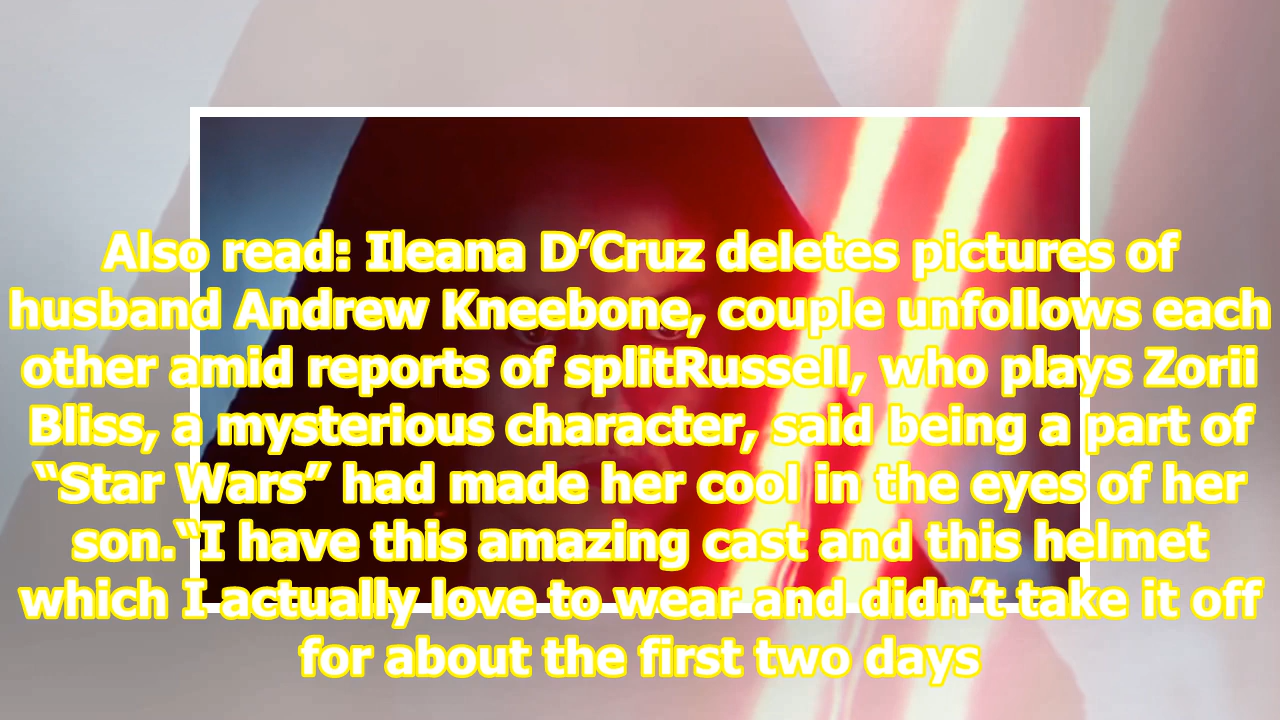 Also read: Ileana D’Cruz deletes pictures of
husband Andrew Kneebone, couple unfollows each
other amid reports of splitRussell, who plays Zorii
Bliss, a mysterious character, said being a part of
“Star Wars” had made her cool in the eyes of her
son.“I have this amazing cast and this helmet
which I actually love to wear and didn’t take it off
for about the first two days